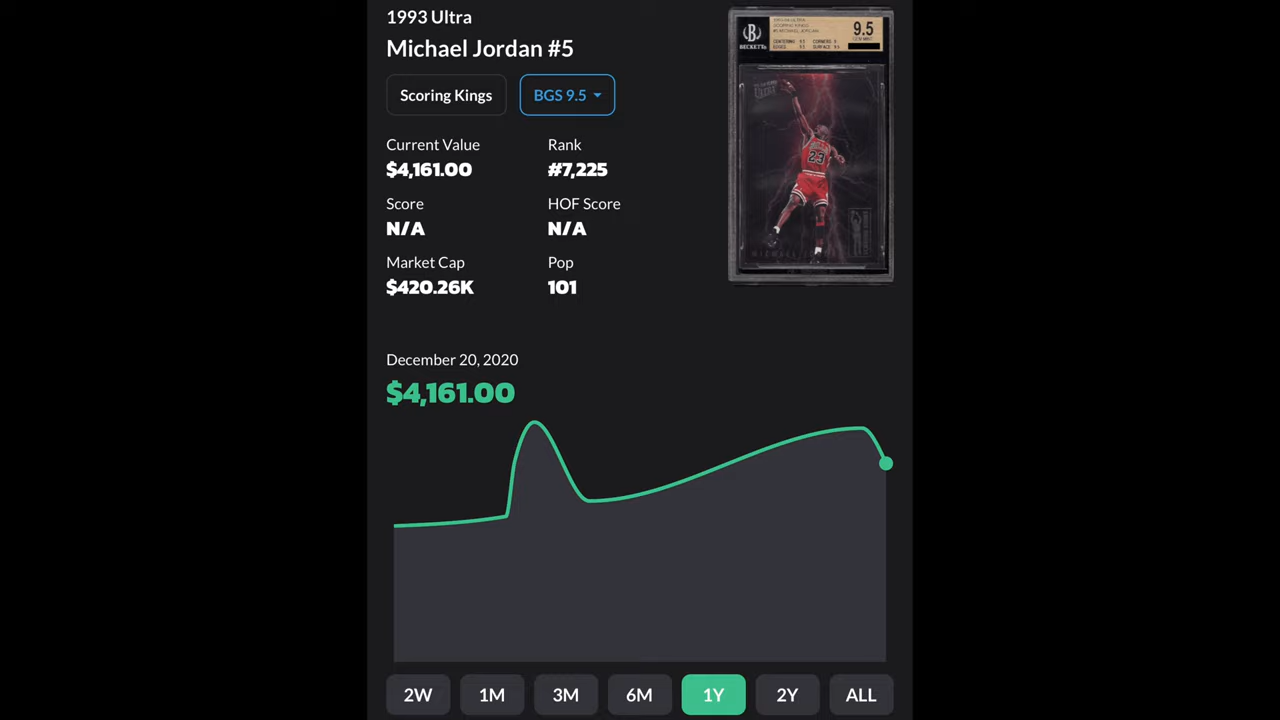 1993 Ultra
Michael Jordan #5
Scoring Kings
BGS 9.5
Current Value
$4,161.00
Rank
#7,225
Score
N/A
HOF Score
N/A
Market Cap
$420.26K
Pop
101
BECKETT
9.5
23
December 20, 2020
$4,161.00
2W 1M 3M 6M 1Y 2Y ALL